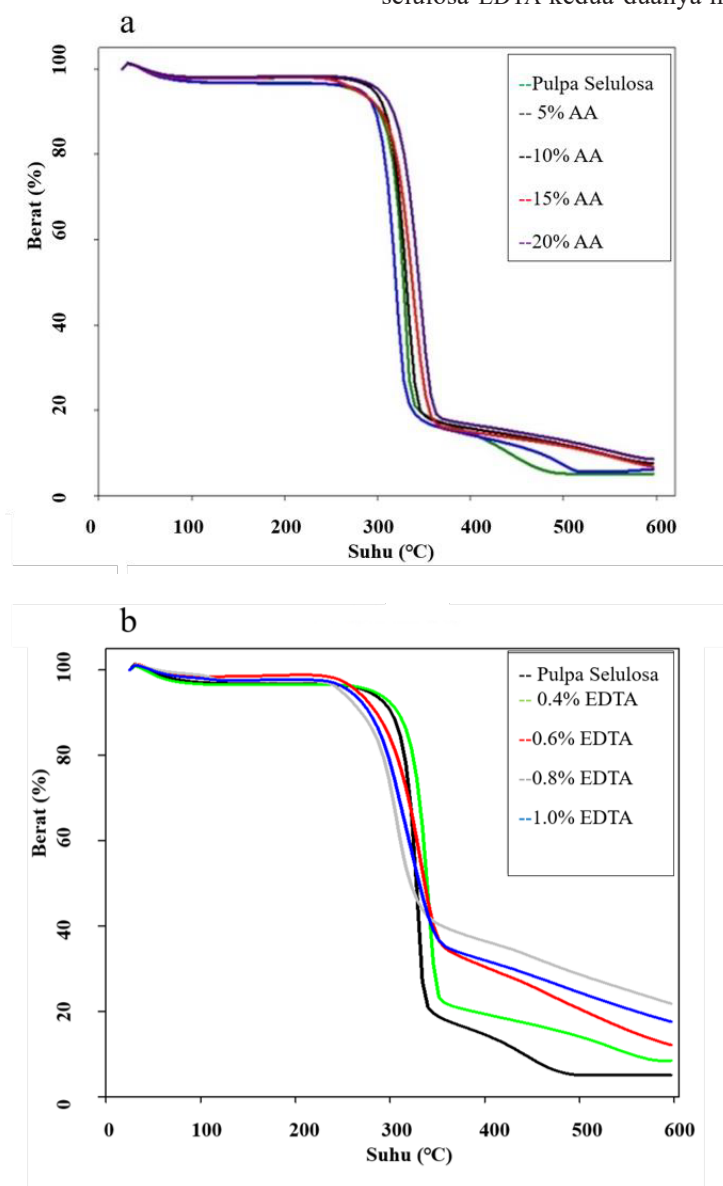 a
100
80
60
40
20
0
Berat (%)
--Pulpa Selulosa
-- 5% AA
--10% AA
--15% AA
--20% AA
0 100 200 300 400 500 600
Suhu (°C)
b
100
80
60
40
20
0
Berat (%)
-- Pulpa Selulosa
-- 0.4% EDTA
--0.6% EDTA
--0.8% EDTA
--1.0% EDTA
0 100 200 300 400 500 600
Suhu (°C)